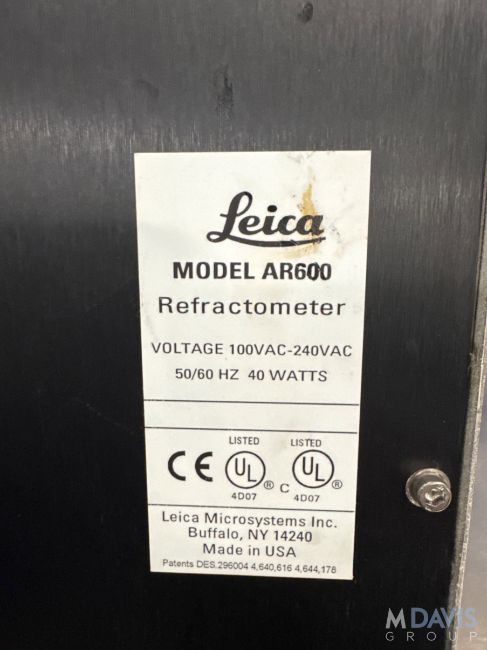 Leica
MODEL AR600
Refractometer
VOLTAGE 100VAC-240VAC
50/60 HZ 40 WATTS
LISTED LISTED
CE UL ® C UL ®
4D07 4D07
Leica Microsystems Inc.
Buffalo, NY 14240
Made in USA
Patents DES.296004 4,640,616 4,644,178
M DAVIS
GROUP